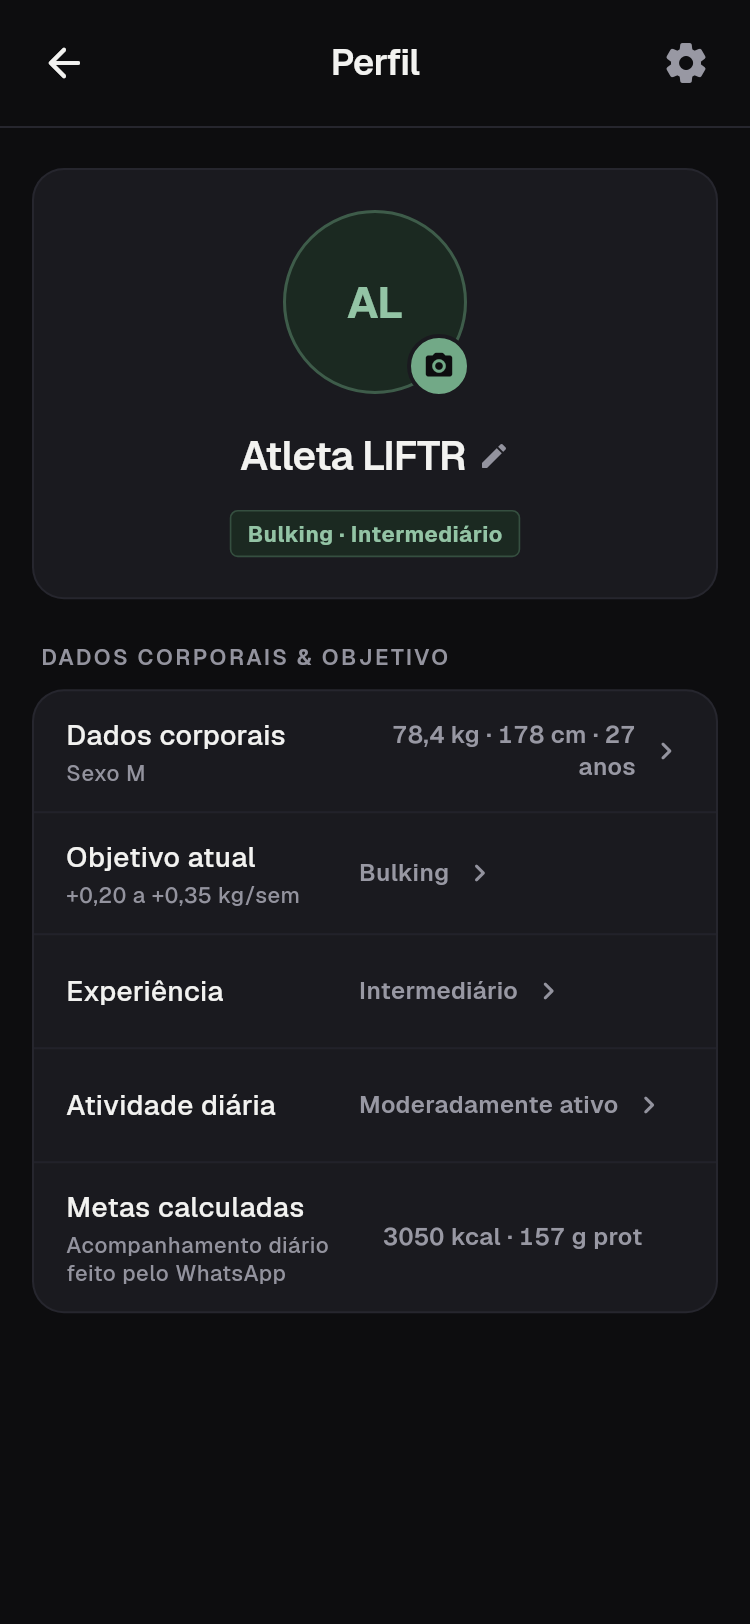 Perfil
AL
Atleta LIFTR
Bulking · Intermediário
DADOS CORPORAIS & OBJETIVO
Dados corporais
Sexo M
78,4 kg · 178 cm · 27
anos
Objetivo atual
+0,20 a +0,35 kg/sem
Bulking
Experiência
Intermediário
Atividade diária
Moderadamente ativo
Metas calculadas
Acompanhamento diário
feito pelo WhatsApp
3050 kcal · 157 g prot